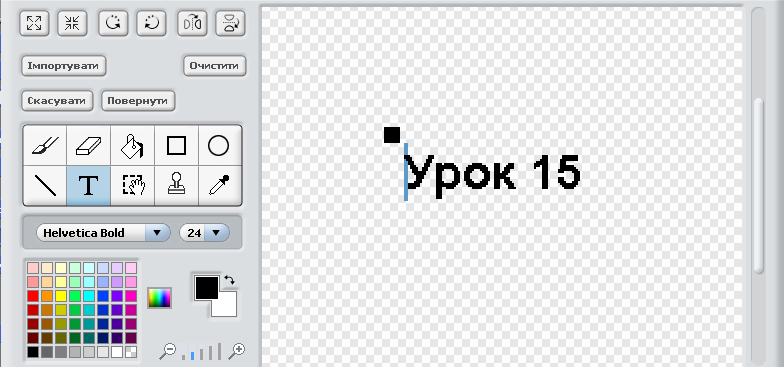 Імпортувати
Очистити
Скасувати
Повернути
T
Helvetica Bold
24
Урок 15